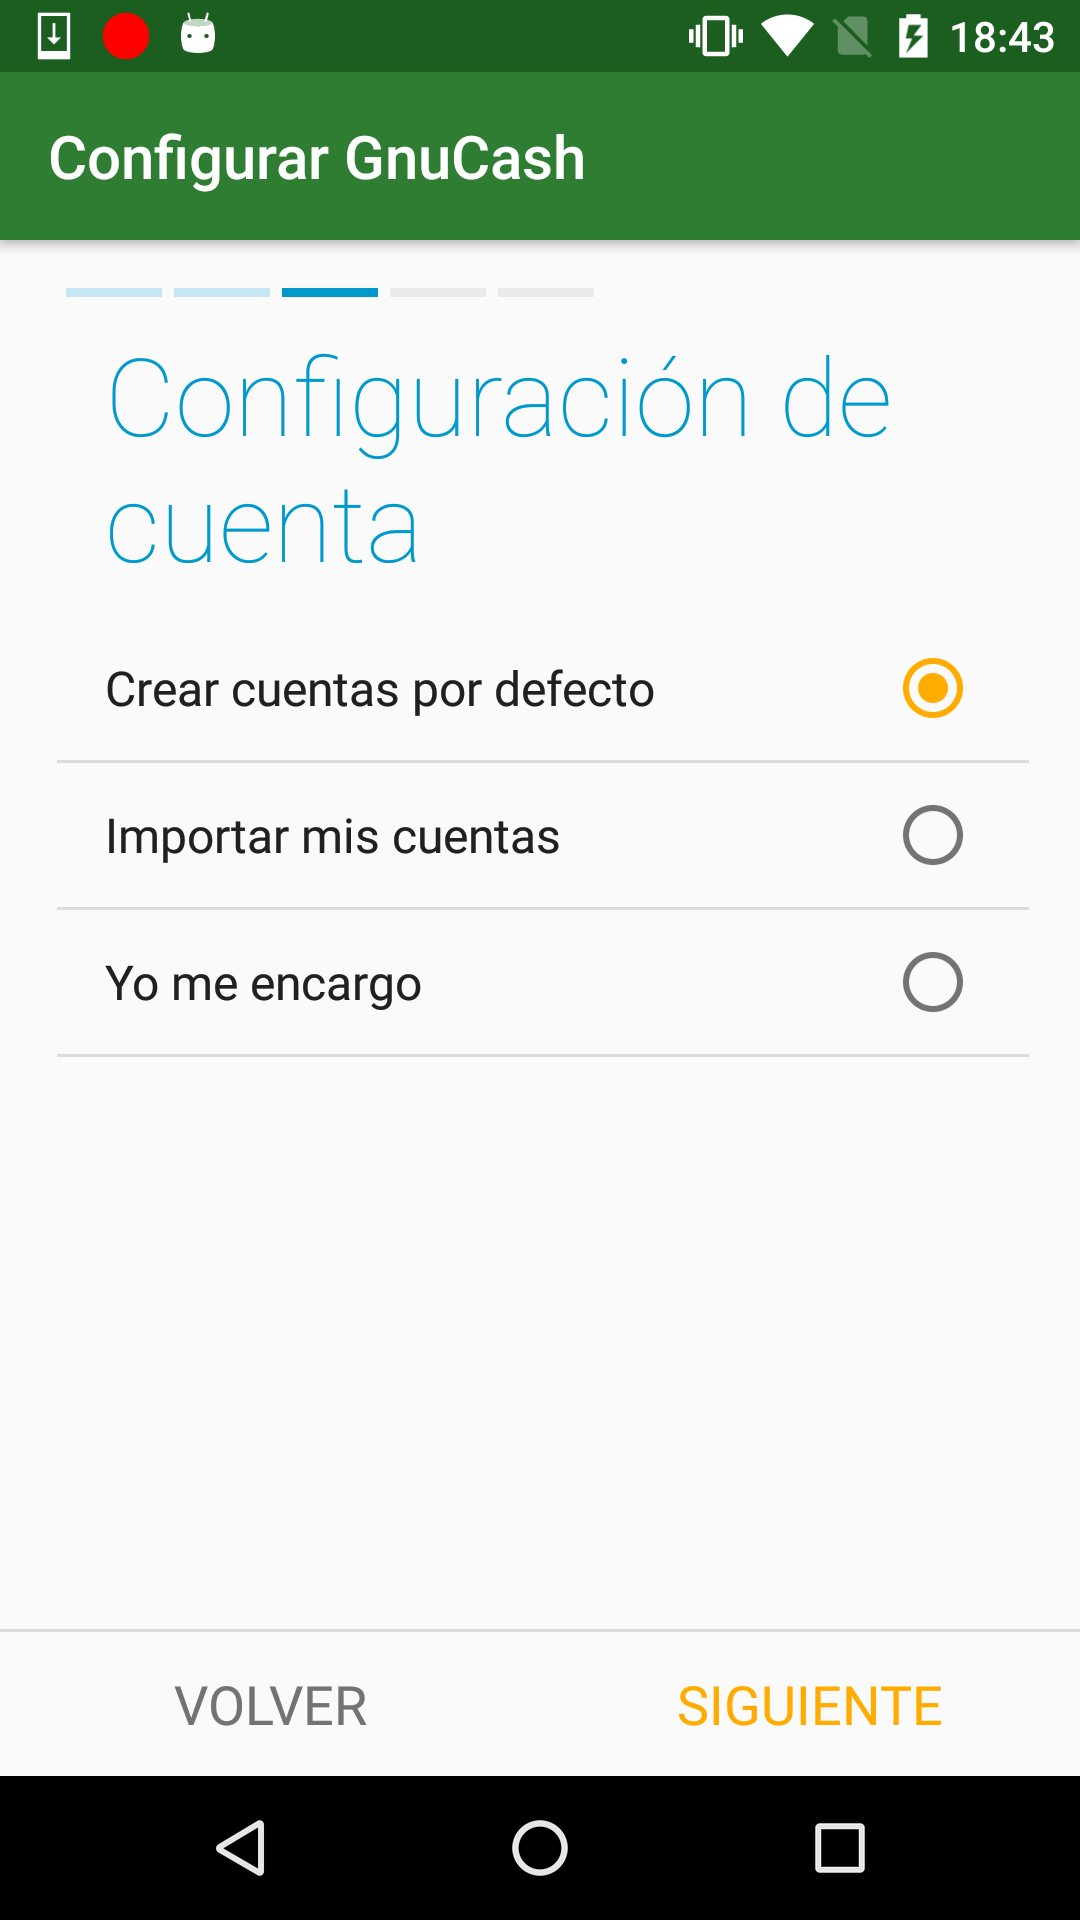 18:43
Configurar GnuCash
Configuración de
cuenta
Crear cuentas por defecto
Importar mis cuentas
Yo me encargo
VOLVER
SIGUIENTE